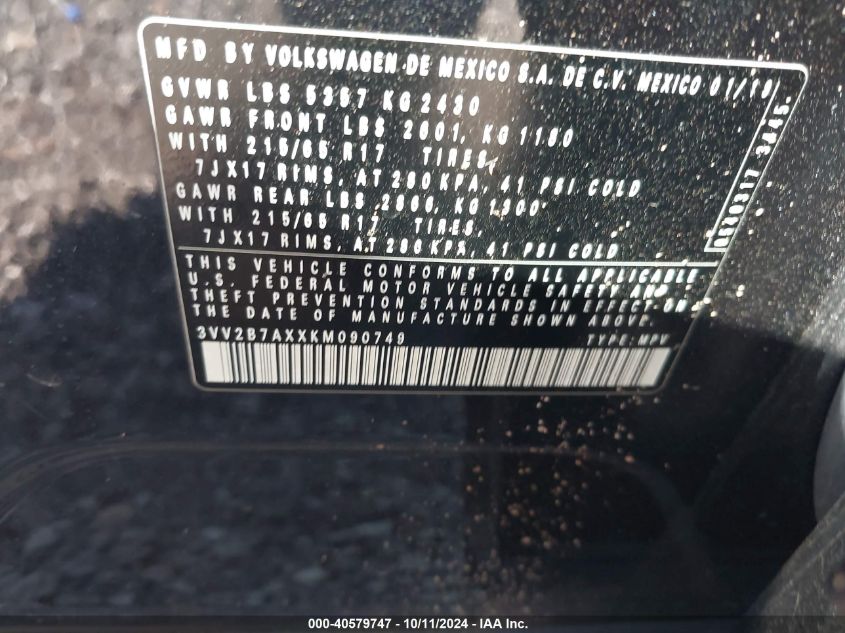 MFD BY VOLKSWAGEN DE MEXICO S.A. DE C.V. MEXICO 01/19
GVWR LBS 5357 KG 2430
GAWR FRONT LBS 2601, KG 1180
WITH 215/65 R17 TIRES,
7JX17 RIMS, AT 280 KPA, 41 PSI COLD
GAWR REAR LBS 2866, KG 1300
WITH 215/65 R17 TIRES,
7JX17 RIMS, AT 280 KPA, 41 PSI COLD
THIS VEHICLE CONFORMS TO ALL APPLICABLE
U.S. FEDERAL MOTOR VEHICLE SAFETY AND
THEFT PREVENTION STANDARDS IN EFFECT ON
THE DATE OF MANUFACTURE SHOWN ABOVE
3VV2B7AXXKM090749 TYPE: MPV
000-40579747 - 10/11/2024 - IAA Inc.